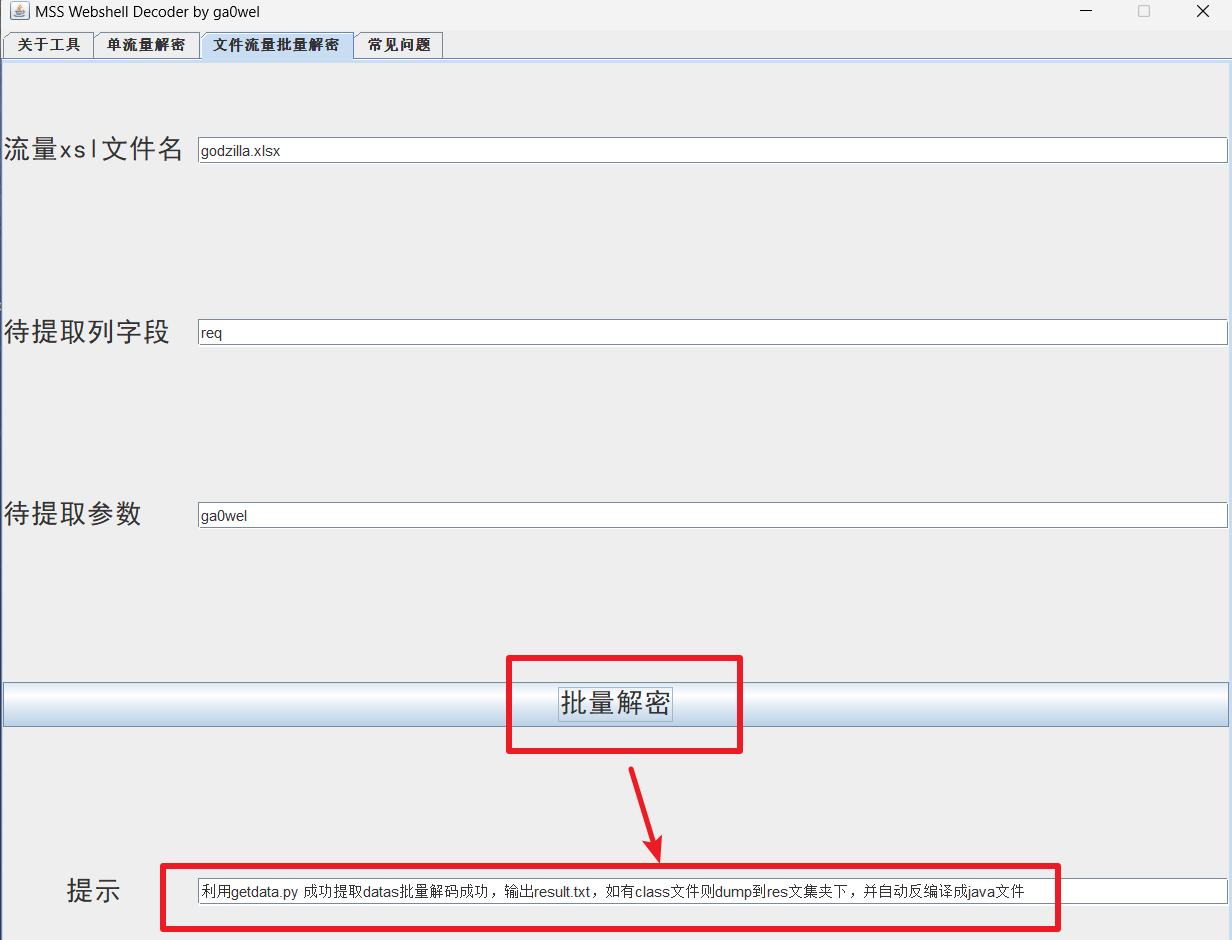 MSS Webshell Decoder by ga0wel
关于工具 单流量解密 文件流量批量解密 常见问题
流量xsl文件名 godzilla.xlsx
待提取列字段 req
待提取参数 ga0wel
批量解密
提示 利用getdata.py 成功提取datas批量解码成功，输出result.txt，如有class文件则dump到res文集夹下，并自动反编译成java文件